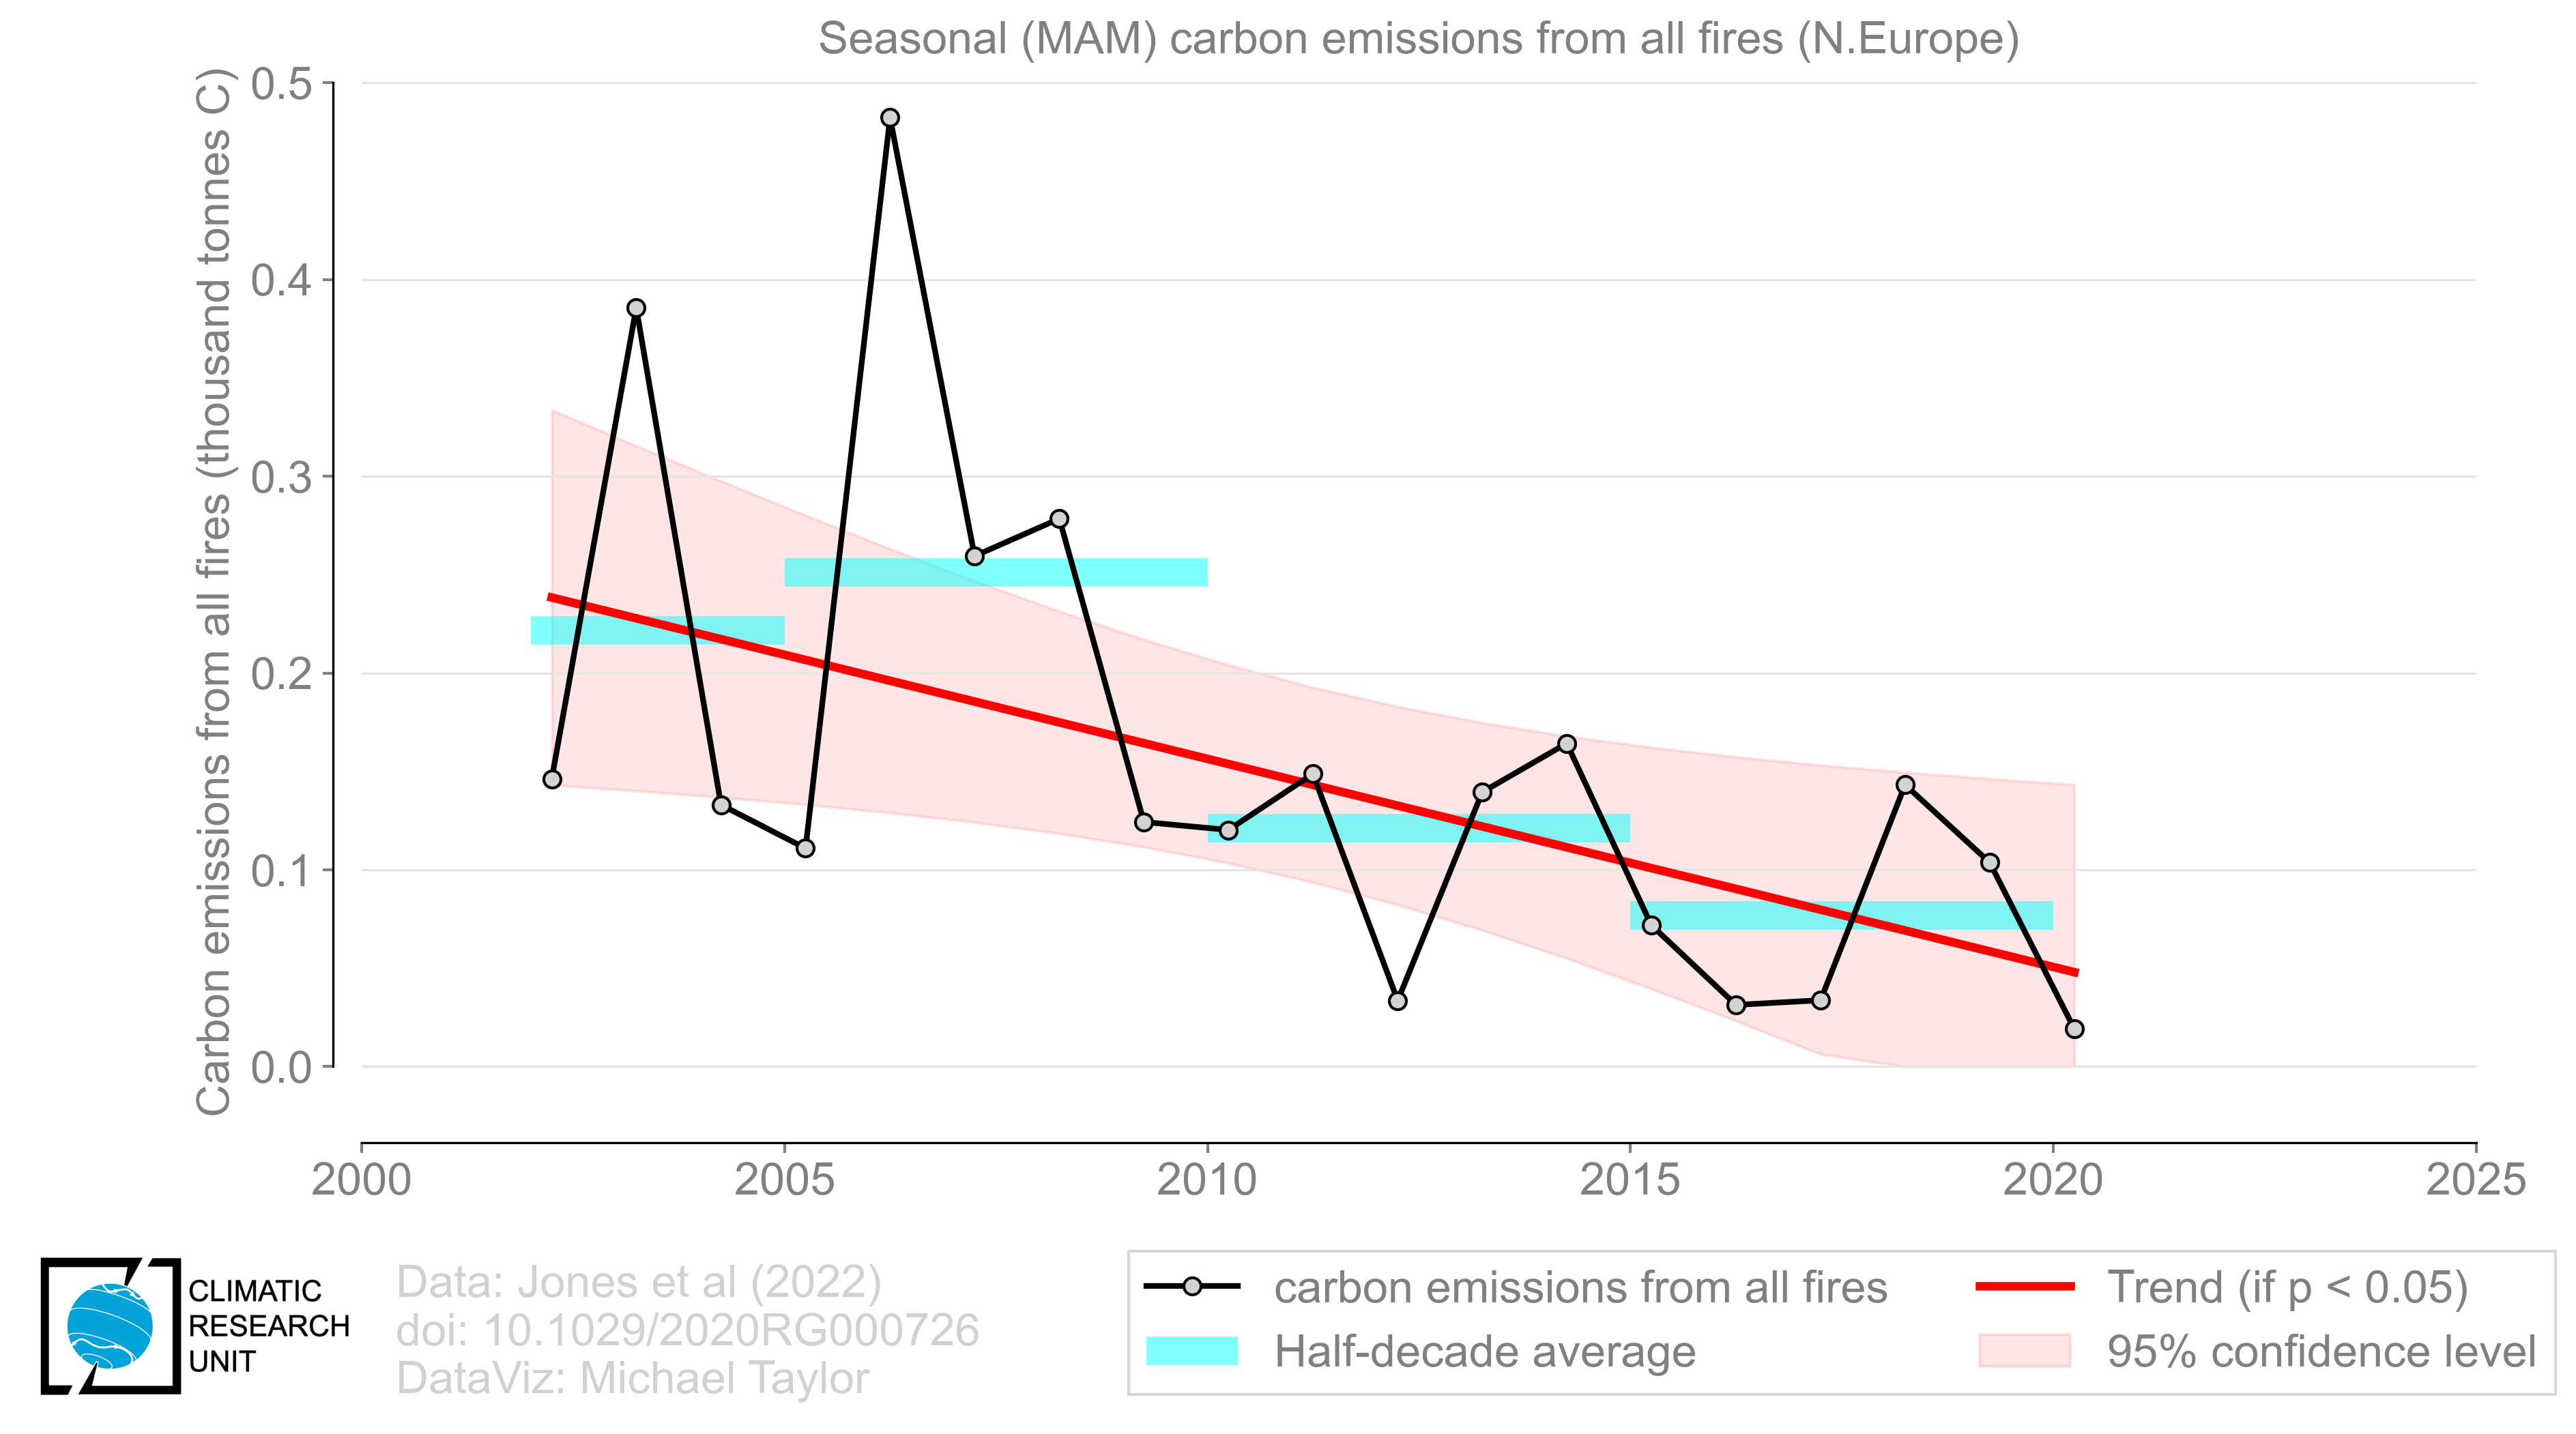 Seasonal (MAM) carbon emissions from all fires (N.Europe)
Carbon emissions from all fires (thousand tonnes C)
0.5
0.4
0.3
0.2
0.1
0.0
2000 2005 2010 2015 2020 2025
CLIMATIC
RESEARCH
UNIT
Data: Jones et al (2022)
doi: 10.1029/2020RG000726
DataViz: Michael Taylor
carbon emissions from all fires
Half-decade average
Trend (if p < 0.05)
95% confidence level